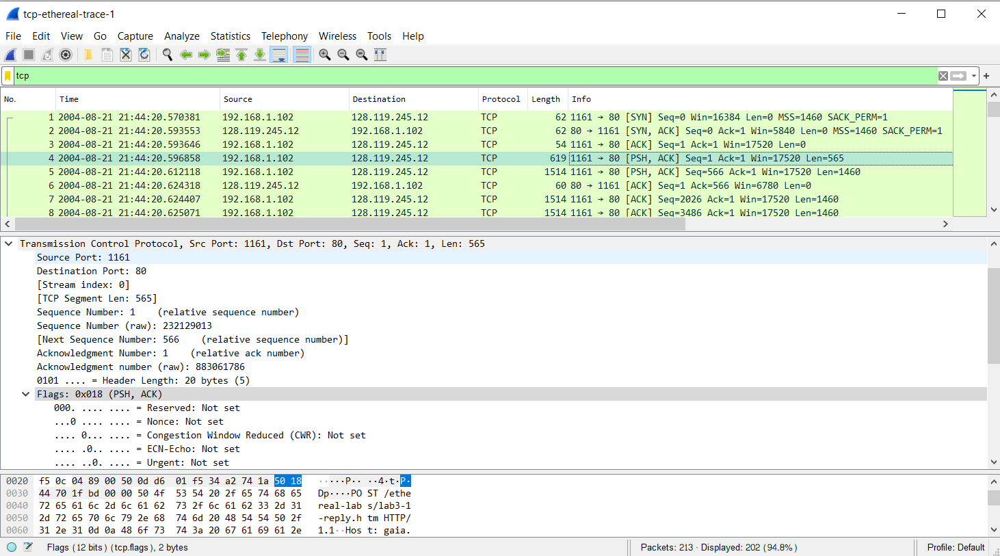 tcp-ethereal-trace-1
File Edit View Go Capture Analyze Statistics Telephony Wireless Tools Help
tcp
No. Time Source Destination Protocol Length Info
1 2004-08-21 21:44:20.570381 192.168.1.102 128.119.245.12 TCP 62 1161 → 80 [SYN] Seq=0 Win=16384 Len=0 MSS=1460 SACK_PERM=1
2 2004-08-21 21:44:20.593553 128.119.245.12 192.168.1.102 TCP 62 80 → 1161 [SYN, ACK] Seq=0 Ack=1 Win=5840 Len=0 MSS=1460 SACK_PERM=1
3 2004-08-21 21:44:20.593646 192.168.1.102 128.119.245.12 TCP 54 1161 → 80 [ACK] Seq=1 Ack=1 Win=17520 Len=0
4 2004-08-21 21:44:20.596858 192.168.1.102 128.119.245.12 TCP 619 1161 → 80 [PSH, ACK] Seq=1 Ack=1 Win=17520 Len=565
5 2004-08-21 21:44:20.612118 192.168.1.102 128.119.245.12 TCP 1514 1161 → 80 [PSH, ACK] Seq=566 Ack=1 Win=17520 Len=1460
6 2004-08-21 21:44:20.624318 128.119.245.12 192.168.1.102 TCP 60 80 → 1161 [ACK] Seq=1 Ack=566 Win=6780 Len=0
7 2004-08-21 21:44:20.624407 192.168.1.102 128.119.245.12 TCP 1514 1161 → 80 [ACK] Seq=2026 Ack=1 Win=17520 Len=1460
8 2004-08-21 21:44:20.625071 192.168.1.102 128.119.245.12 TCP 1514 1161 → 80 [ACK] Seq=3486 Ack=1 Win=17520 Len=1460
Transmission Control Protocol, Src Port: 1161, Dst Port: 80, Seq: 1, Ack: 1, Len: 565
Source Port: 1161
Destination Port: 80
[Stream index: 0]
[TCP Segment Len: 565]
Sequence Number: 1 (relative sequence number)
Sequence Number (raw): 232129013
[Next Sequence Number: 566 (relative sequence number)]
Acknowledgment Number: 1 (relative ack number)
Acknowledgment number (raw): 883061786
0101 .... = Header Length: 20 bytes (5)
Flags: 0x018 (PSH, ACK)
000. .... .... = Reserved: Not set
...0 .... .... = Nonce: Not set
.... 0... .... = Congestion Window Reduced (CWR): Not set
.... .0.. .... = ECN-Echo: Not set
.... ..0. .... = Urgent: Not set
0020 f5 0c 04 89 00 50 0d d6 01 f5 34 a2 74 1a 50 18 ·····P·· ··4·t·P·
0030 44 70 1f bd 00 00 50 4f 53 54 20 2f 65 74 68 65 Dp····PO ST /ethe
0040 72 65 61 6c 2d 6c 61 62 73 2f 6c 61 62 33 2d 31 real-lab s/lab3-1
0050 2d 72 65 70 6c 79 2e 68 74 6d 20 48 54 54 50 2f -reply.h tm HTTP/
0060 31 2e 31 0d 0a 48 6f 73 74 3a 20 67 61 69 61 2e 1.1··Hos t: gaia.
Flags (12 bits) (tcp.flags), 2 bytes Packets: 213 · Displayed: 202 (94.8%) Profile: Default